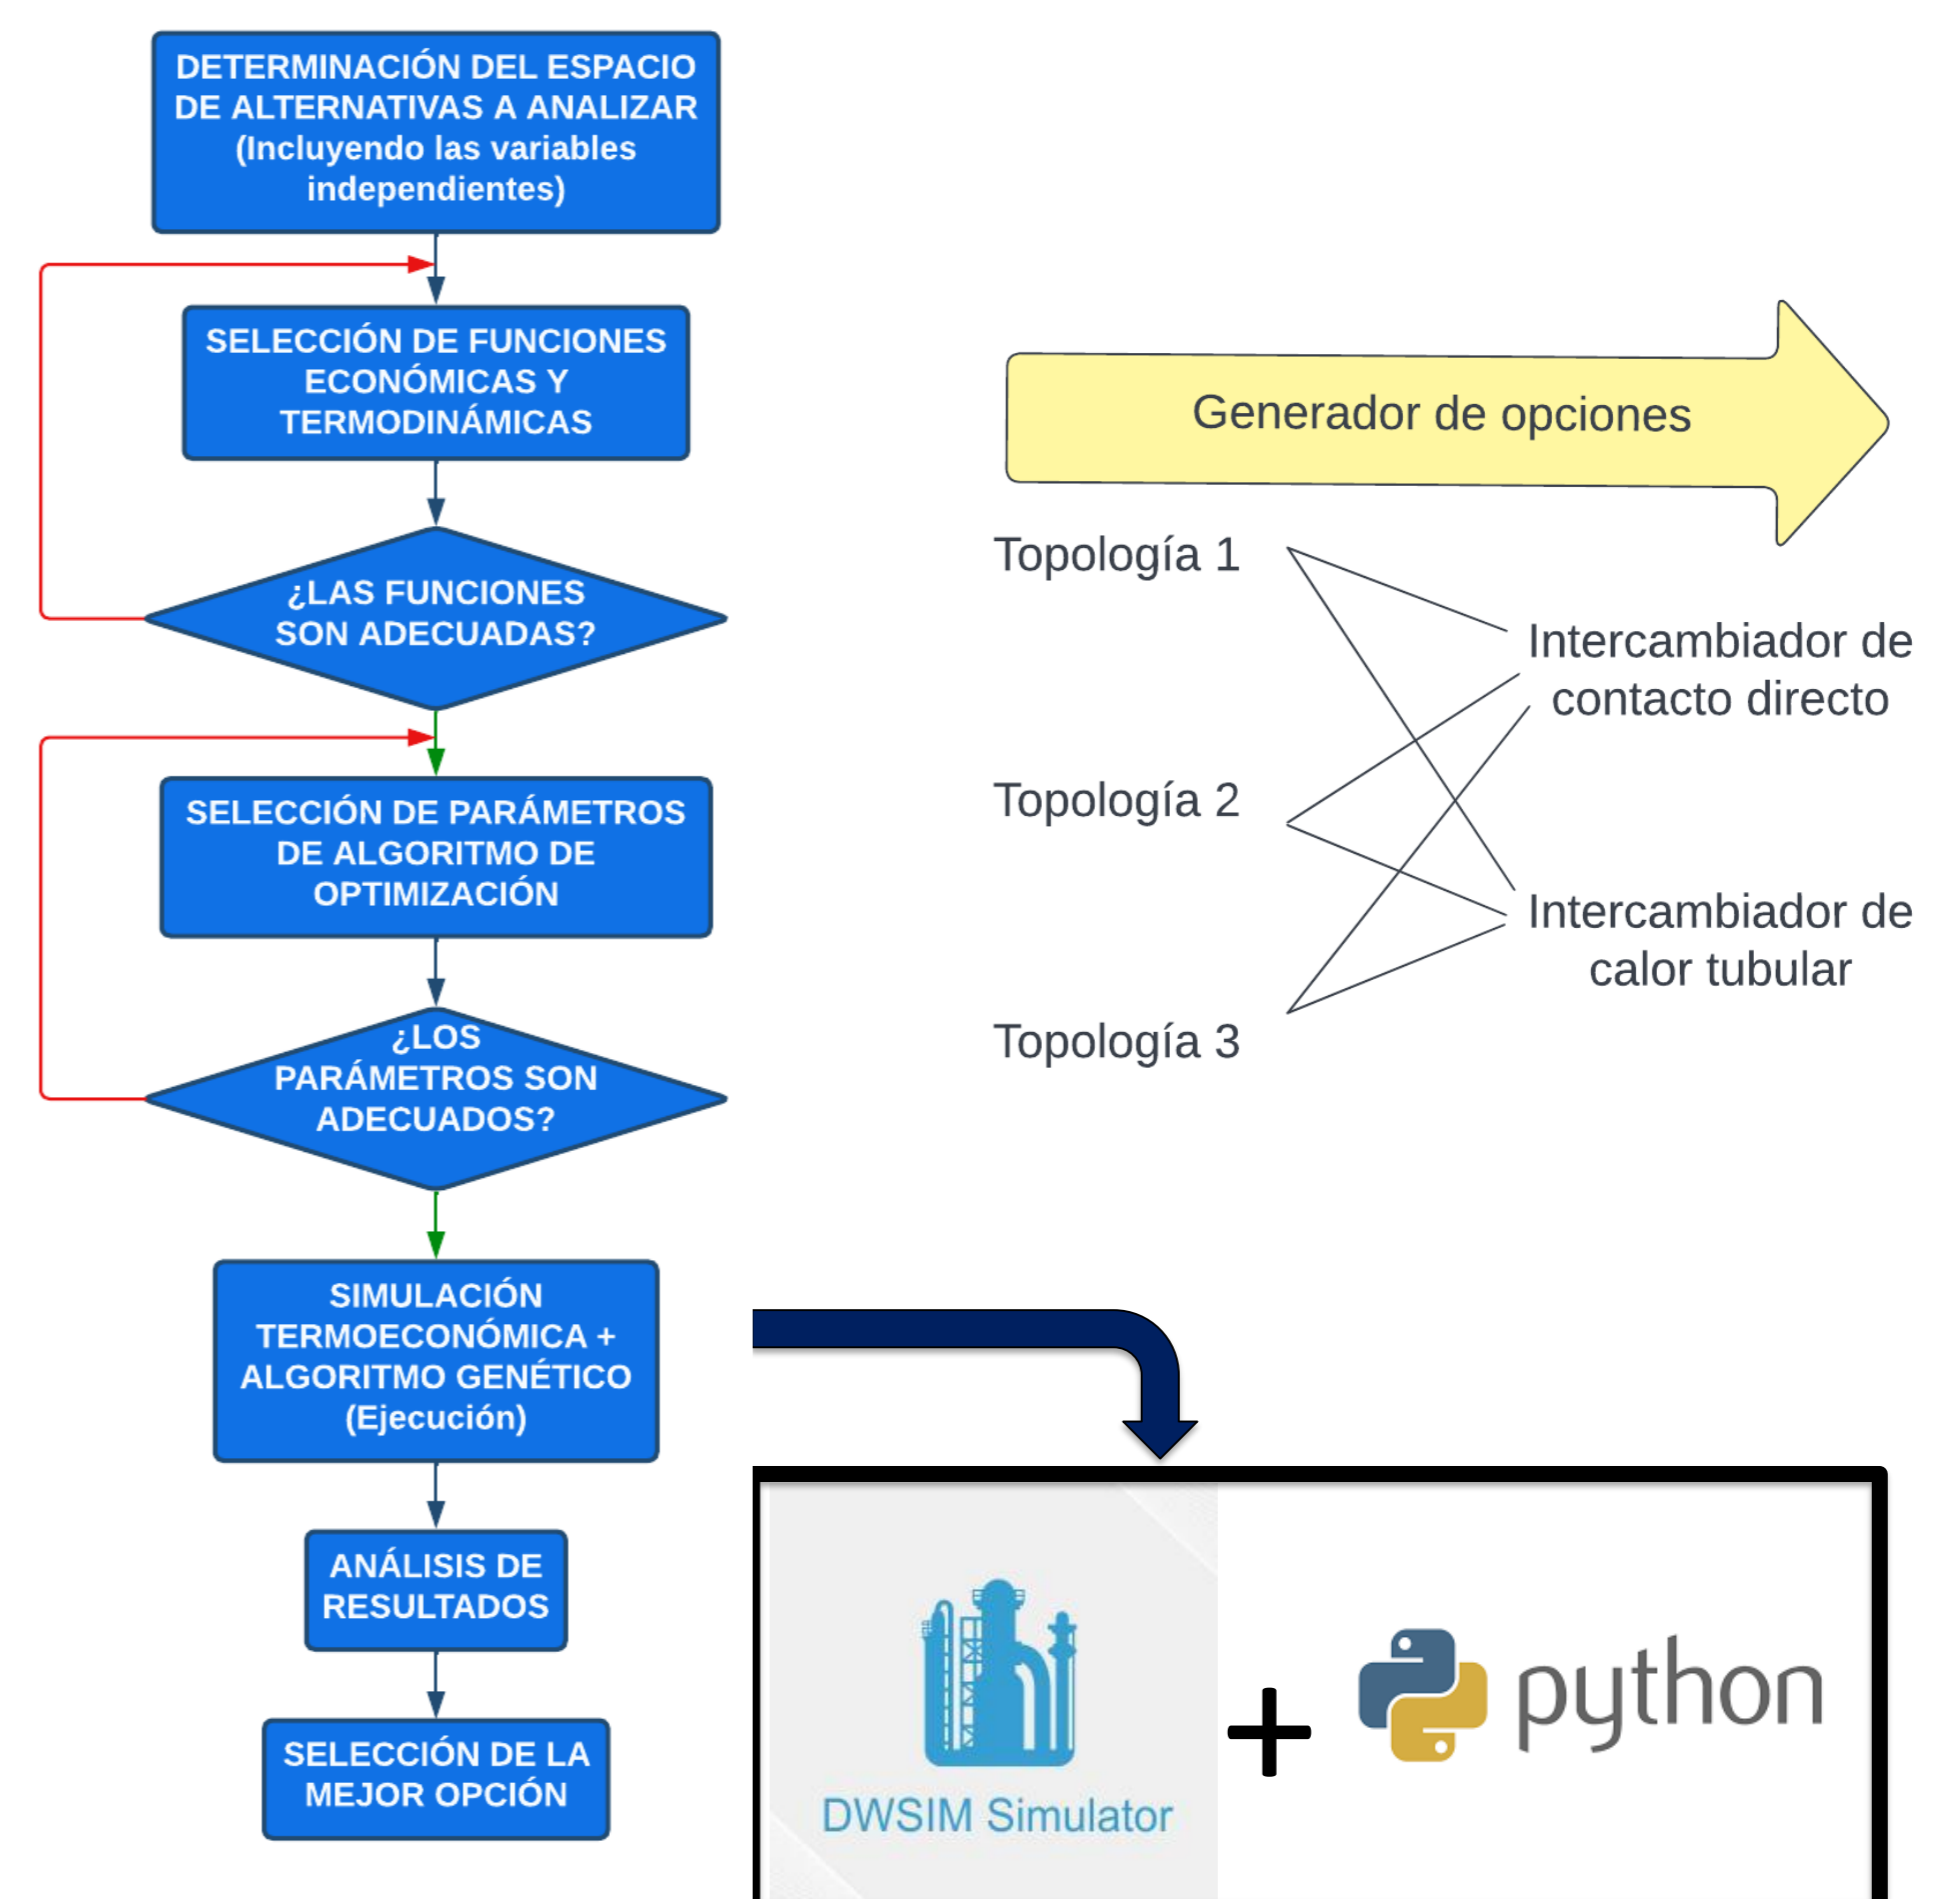 DETERMINACIÓN DEL ESPACIO
DE ALTERNATIVAS A ANALIZAR
(Incluyendo las variables
independientes)
SELECCIÓN DE FUNCIONES
ECONÓMICAS Y
TERMODINÁMICAS
¿LAS FUNCIONES
SON ADECUADAS?
SELECCIÓN DE PARÁMETROS
DE ALGORITMO DE
OPTIMIZACIÓN
¿LOS
PARÁMETROS SON
ADECUADOS?
SIMULACIÓN
TERMOECONÓMICA +
ALGORITMO GENÉTICO
(Ejecución)
ANÁLISIS DE
RESULTADOS
SELECCIÓN DE LA
MEJOR OPCIÓN
Generador de opciones
Topología 1
Topología 2
Topología 3
Intercambiador de
contacto directo
Intercambiador de
calor tubular
DWSIM Simulator
+
python